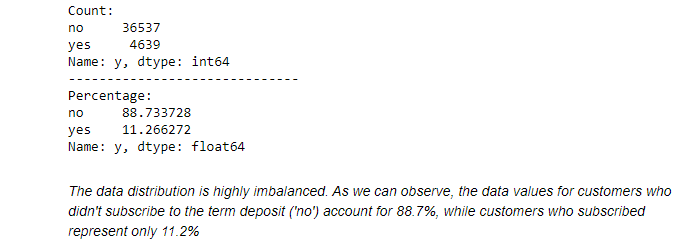 Count:
no     36537
yes     4639
Name: y, dtype: int64
------------------------------
Percentage:
no     88.733728
yes    11.266272
Name: y, dtype: float64
The data distribution is highly imbalanced. As we can observe, the data values for customers who
didn't subscribe to the term deposit ('no') account for 88.7%, while customers who subscribed
represent only 11.2%